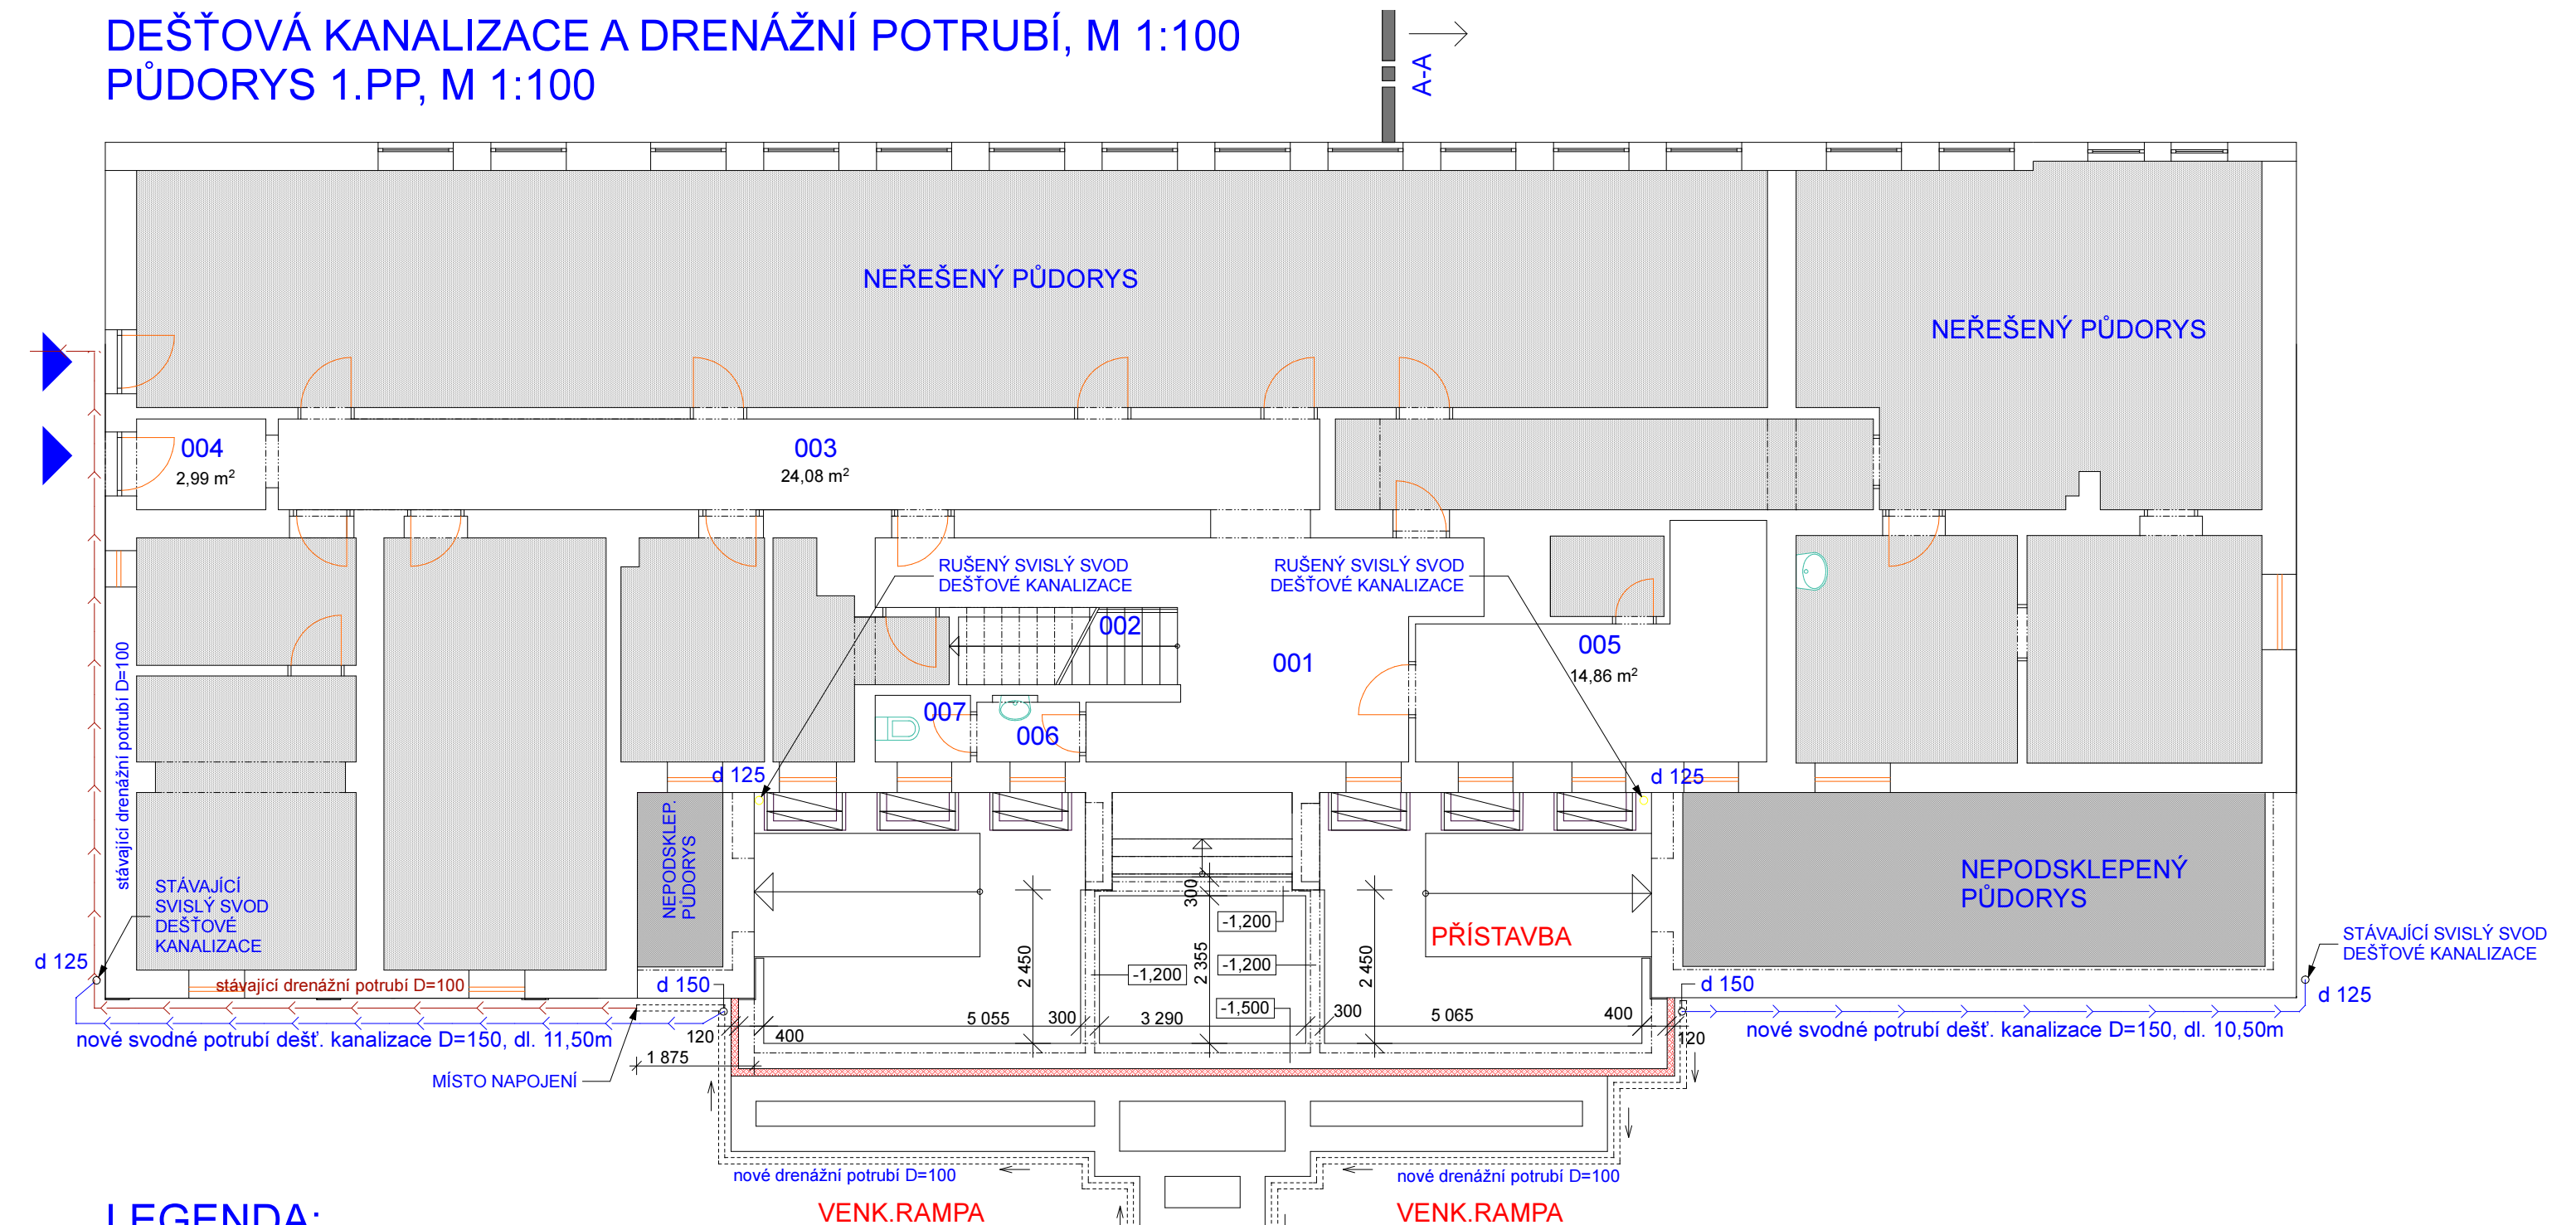 DEŠŤOVÁ KANALIZACE A DRENÁŽNÍ POTRUBÍ, M 1:100
PŮDORYS 1.PP, M 1:100
A-A
NEŘEŠENÝ PŮDORYS
NEŘEŠENÝ PŮDORYS
004
2,99 m²
003
24,08 m²
RUŠENÝ SVISLÝ SVOD
DEŠŤOVÉ KANALIZACE
RUŠENÝ SVISLÝ SVOD
DEŠŤOVÉ KANALIZACE
002
001
005
14,86 m²
007
006
d 125
d 125
stávající drenážní potrubí D=100
NEPODSKLEP.
PŮDORYS
STÁVAJÍCÍ
SVISLÝ SVOD
DEŠŤOVÉ
KANALIZACE
d 125
NEPODSKLEPENÝ
PŮDORYS
PŘÍSTAVBA
STÁVAJÍCÍ SVISLÝ SVOD
DEŠŤOVÉ KANALIZACE
d 125
300
-1,200
-1,200
-1,200
-1,500
2 450
2 355
2 450
stávající drenážní potrubí D=100
d 150
d 150
5 055
300
3 290
300
5 065
400
120
400
120
1 875
nové svodné potrubí dešť. kanalizace D=150, dl. 11,50m
nové svodné potrubí dešť. kanalizace D=150, dl. 10,50m
MÍSTO NAPOJENÍ
nové drenážní potrubí D=100
nové drenážní potrubí D=100
VENK.RAMPA
VENK.RAMPA
LEGENDA: